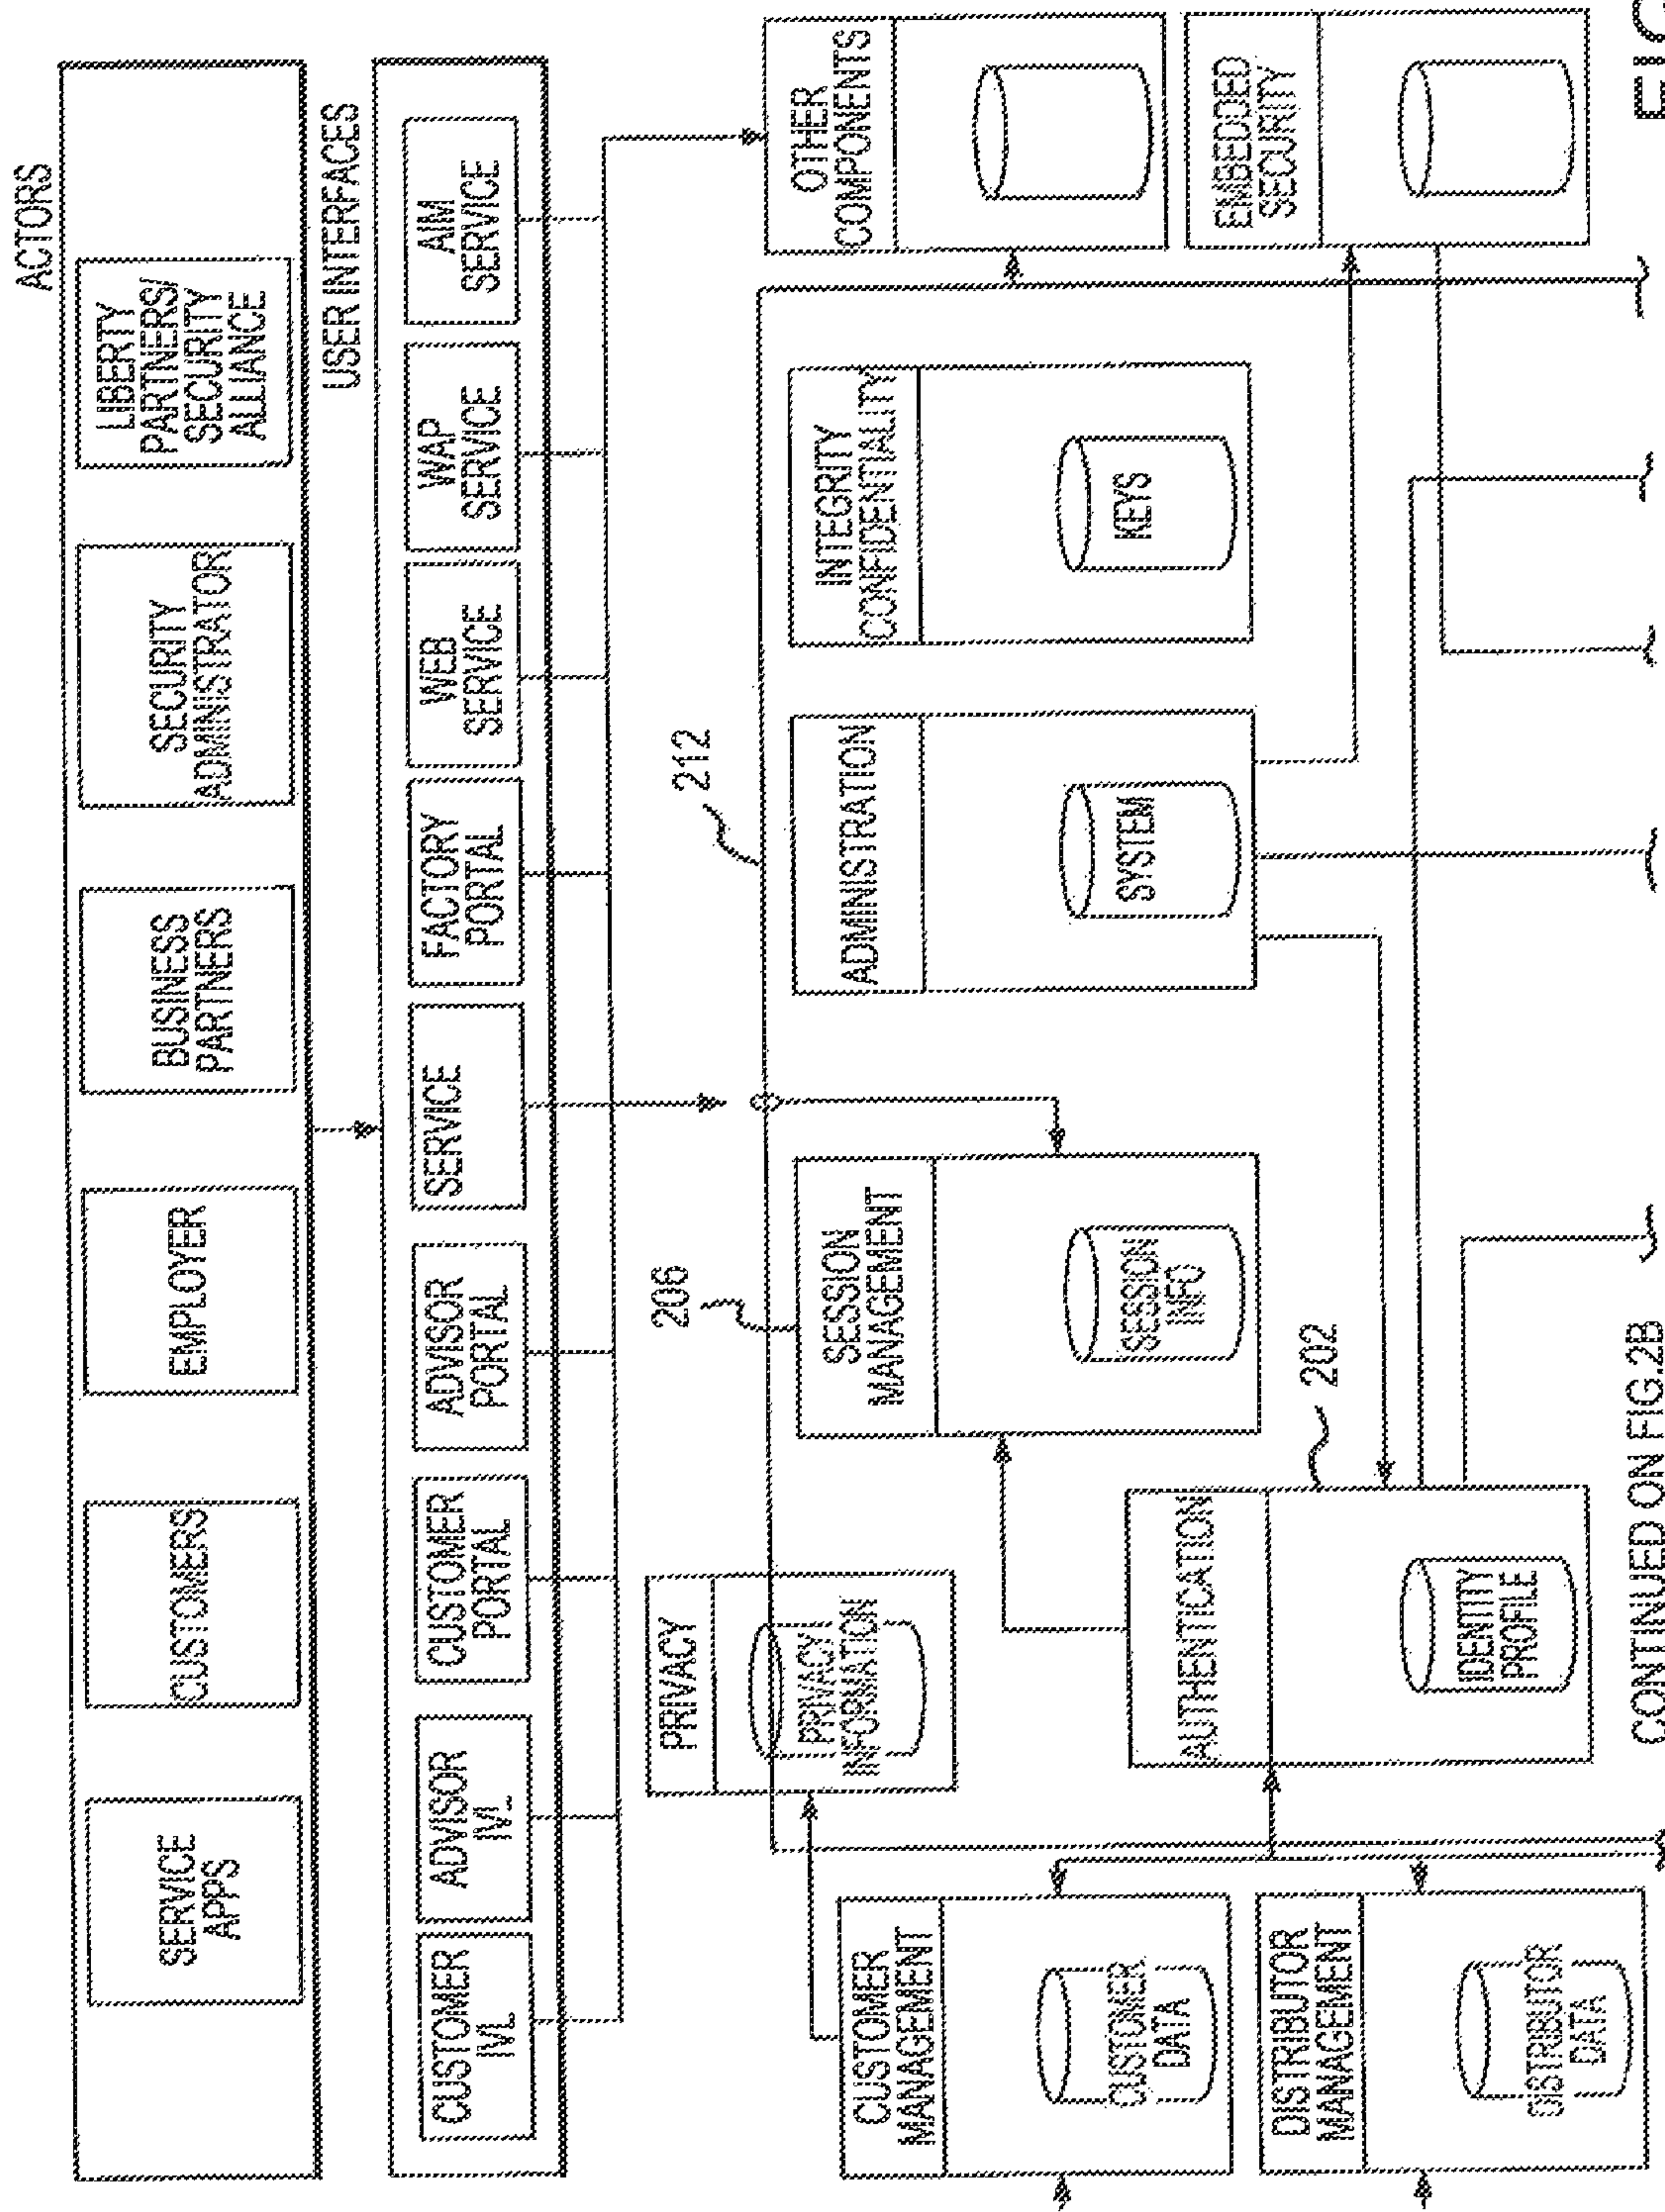 ACTORS
SERVICE
APPS
CUSTOMERS
EMPLOYER
BUSINESS
PARTNERS
SECURITY
ADMINISTRATOR
LIBERTY
PARTNERS/
SECURITY
ALLIANCE
USER INTERFACES
CUSTOMER
IVL
ADVISOR
IVL
CUSTOMER
PORTAL
ADVISOR
PORTAL
SERVICE
FACTORY
PORTAL
WEB
SERVICE
WAP
SERVICE
AIM
SERVICE
212
206
PRIVACY
PRIVACY
INFORMATION
SESSION
MANAGEMENT
SESSION
INFO
ADMINISTRATION
SYSTEM
INTEGRITY
CONFIDENTIALITY
KEYS
OTHER
COMPONENTS
CUSTOMER
MANAGEMENT
CUSTOMER
DATA
AUTHENTICATION
202
IDENTITY
PROFILE
EMBEDDED
SECURITY
DISTRIBUTOR
MANAGEMENT
DISTRIBUTOR
DATA
CONTINUED ON FIG.2B